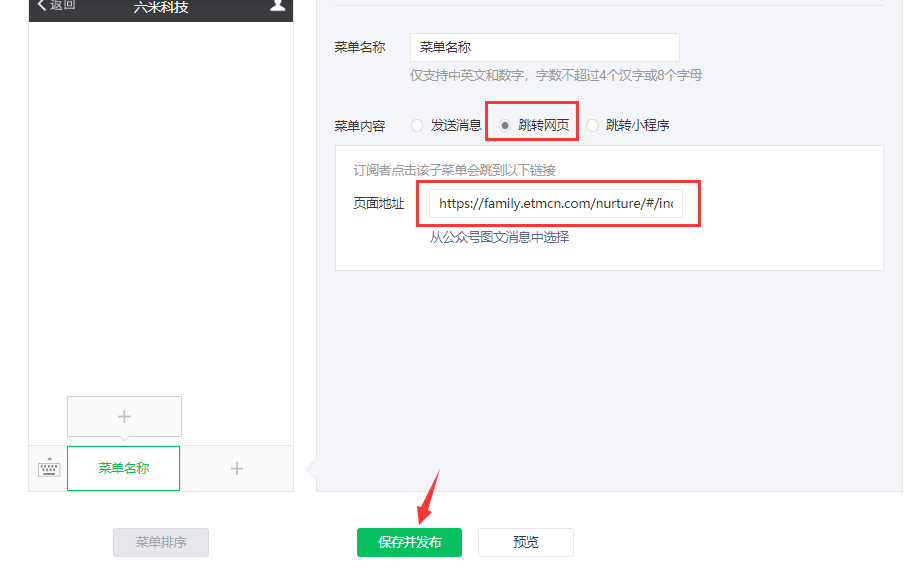 返回
六米科技
菜单名称 菜单名称
仅支持中英文和数字，字数不超过4个汉字或8个字母
菜单内容 发送消息 跳转网页 跳转小程序
订阅者点击该子菜单会跳到以下链接
页面地址 https://family.etmcn.com/nurture/#/inc
从公众号图文消息中选择
+
菜单名称 +
菜单排序 保存并发布 预览